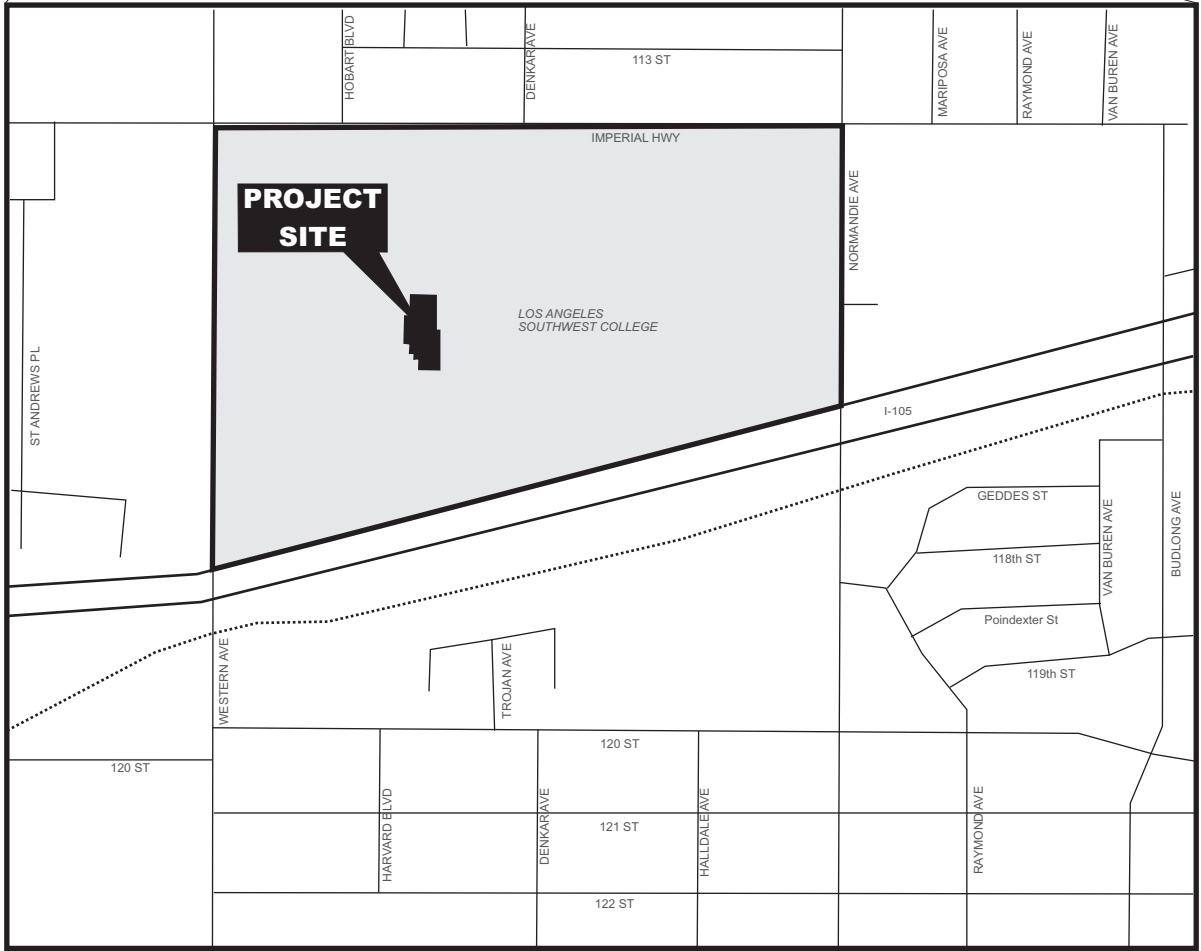 HOBART BLVD
DENKAR AVE
113 ST
MARIPOSA AVE
RAYMOND AVE
VAN BUREN AVE
IMPERIAL HWY
PROJECT
SITE
NORMANDIE AVE
LOS ANGELES
SOUTHWEST COLLEGE
ST ANDREWS PL
I-105
GEDDES ST
118th ST
VAN BUREN AVE
BUDLONG AVE
Poindexter St
119th ST
WESTERN AVE
TROJAN AVE
120 ST
120 ST
HARVARD BLVD
DENKAR AVE
121 ST
HALLDALE AVE
RAYMOND AVE
122 ST